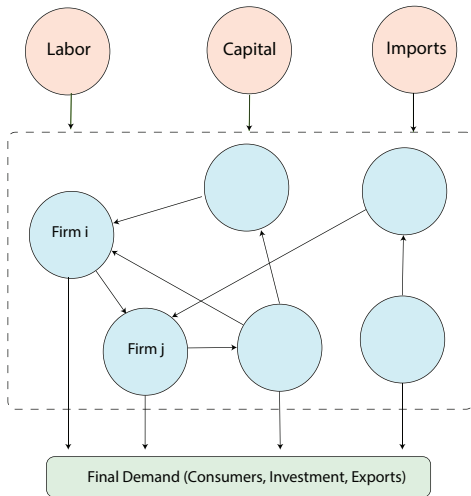 Labor
Capital
Imports
Firm i
Firm j
Final Demand (Consumers, Investment, Exports)